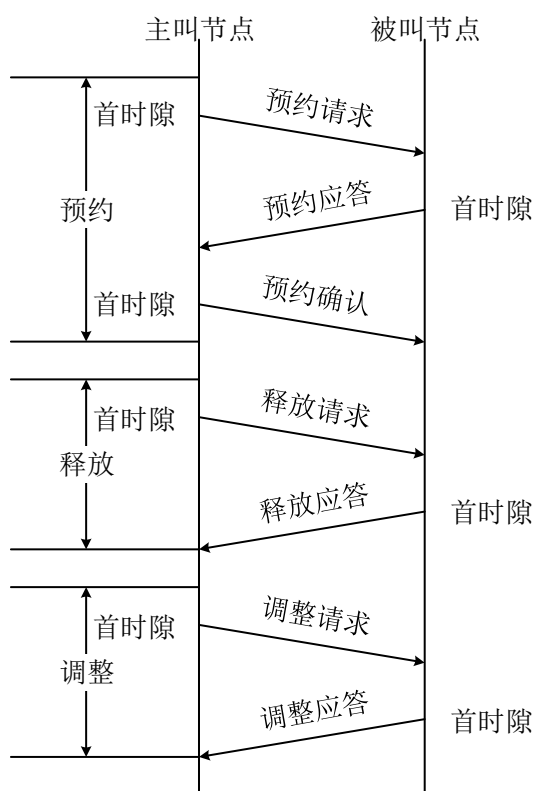 主叫节点 被叫节点
首时隙 预约请求
预约应答 首时隙
预约
首时隙 预约确认
首时隙 释放请求
释放
释放应答 首时隙
首时隙 调整请求
调整
调整应答 首时隙